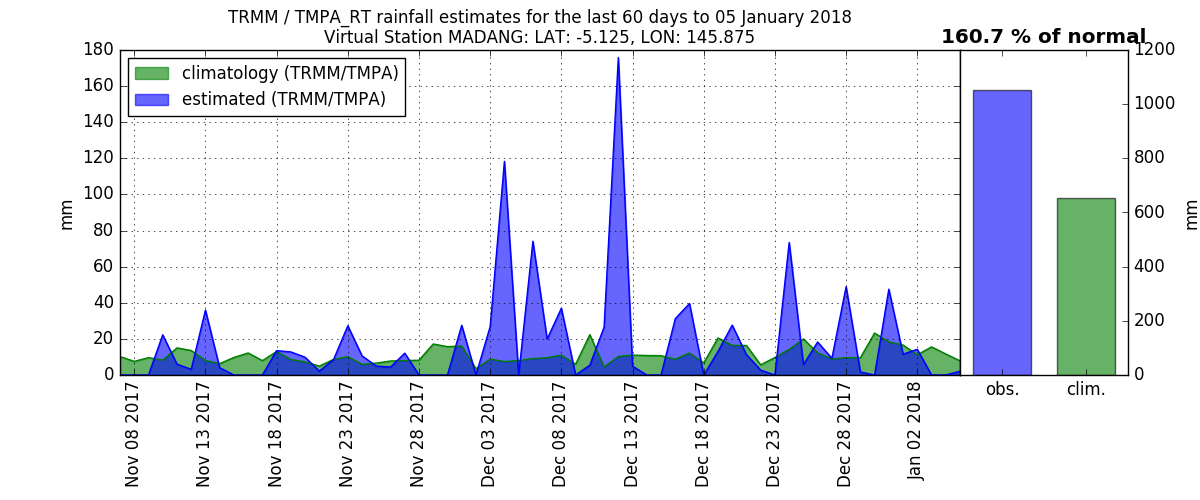 TRMM / TMPA_RT rainfall estimates for the last 60 days to 05 January 2018
Virtual Station MADANG: LAT: -5.125, LON: 145.875
160.7 % of normal
climatology (TRMM/TMPA)
estimated (TRMM/TMPA)
mm
180
160
140
120
100
80
60
40
20
0
Nov 08 2017
Nov 13 2017
Nov 18 2017
Nov 23 2017
Nov 28 2017
Dec 03 2017
Dec 08 2017
Dec 13 2017
Dec 18 2017
Dec 23 2017
Dec 28 2017
Jan 02 2018
obs.
clim.
1200
1000
800
600
400
200
0
mm